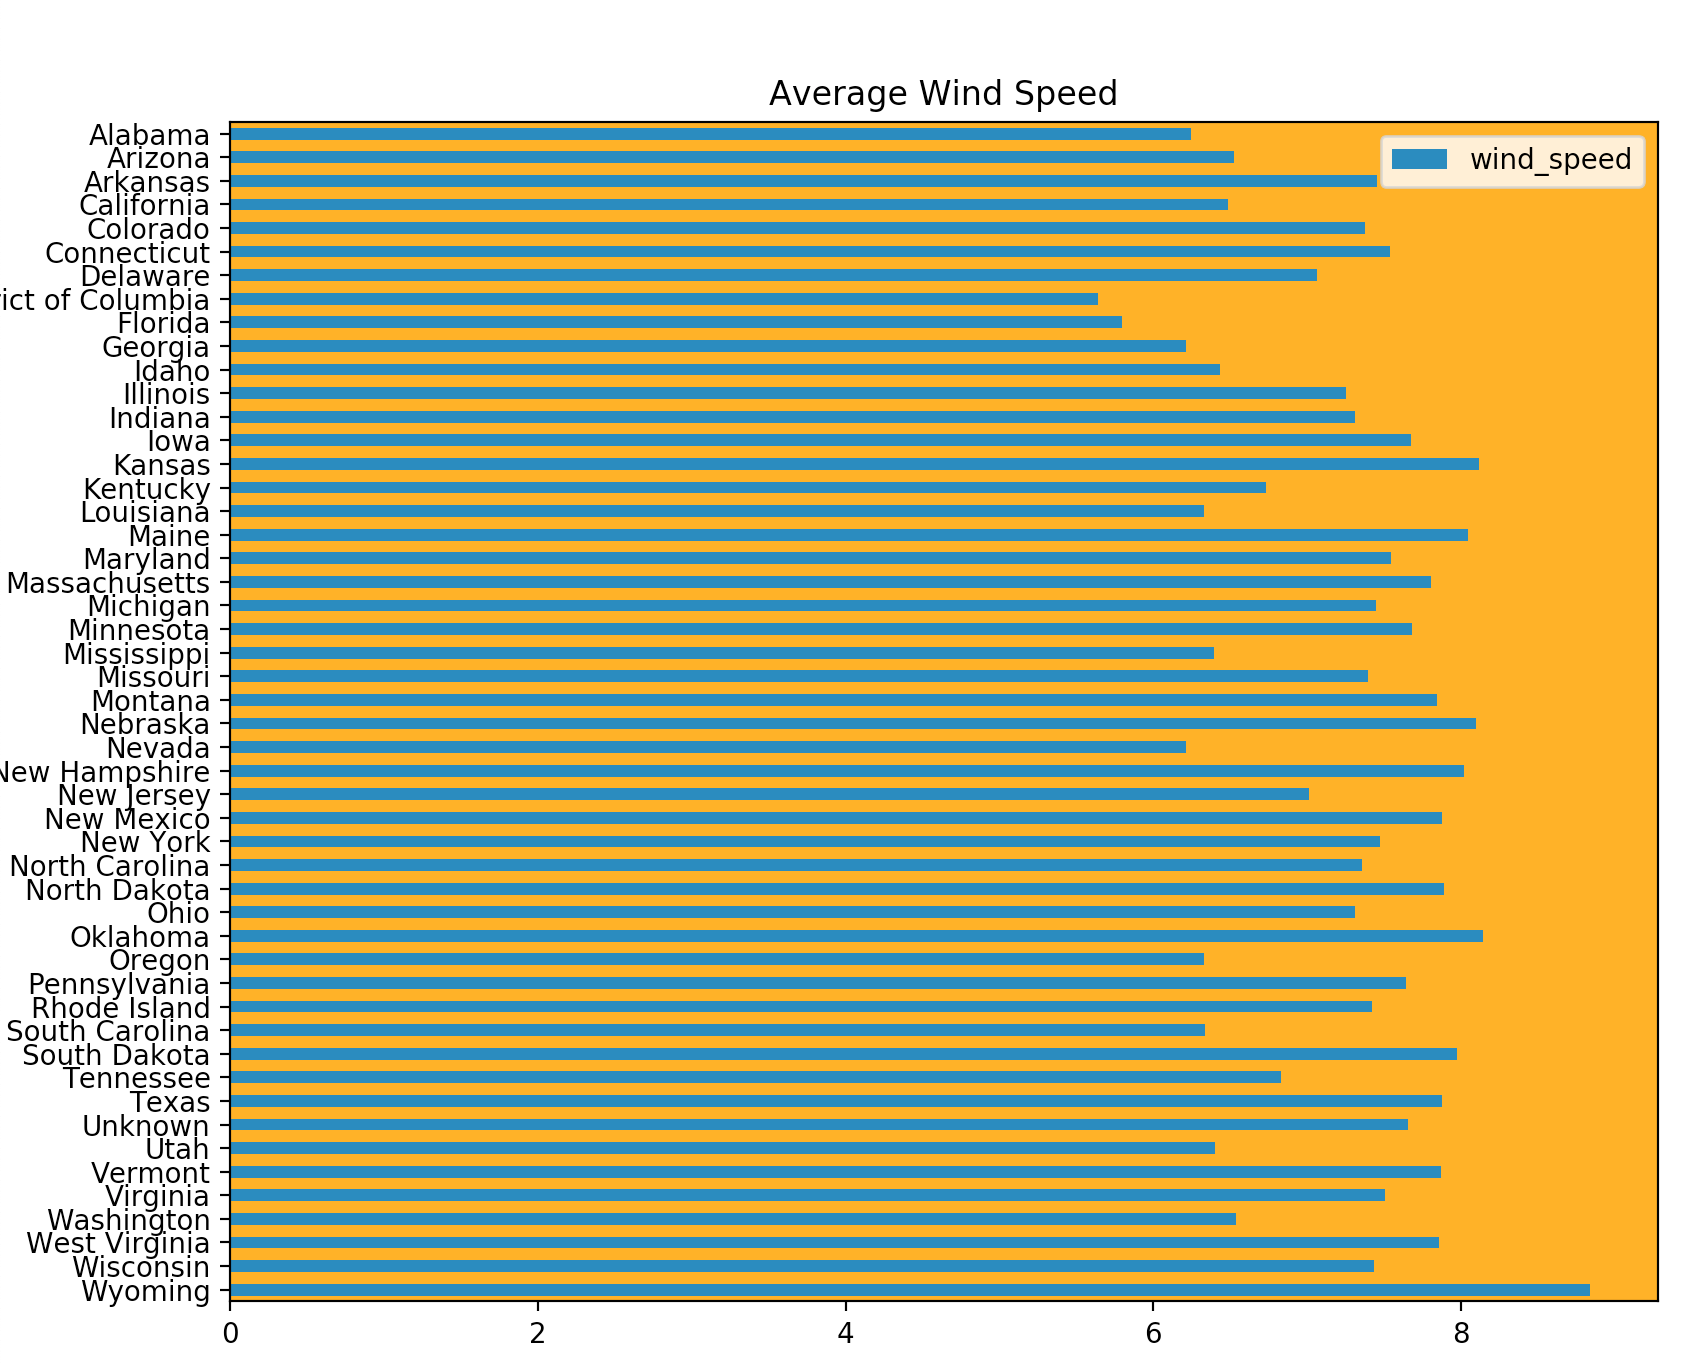 Average Wind Speed
wind_speed
Alabama
Arizona
Arkansas
California
Colorado
Connecticut
Delaware
ict of Columbia
Florida
Georgia
Idaho
Illinois
Indiana
Iowa
Kansas
Kentucky
Louisiana
Maine
Maryland
Massachusetts
Michigan
Minnesota
Mississippi
Missouri
Montana
Nebraska
Nevada
New Hampshire
New Jersey
New Mexico
New York
North Carolina
North Dakota
Ohio
Oklahoma
Oregon
Pennsylvania
Rhode Island
South Carolina
South Dakota
Tennessee
Texas
Unknown
Utah
Vermont
Virginia
Washington
West Virginia
Wisconsin
Wyoming
0 2 4 6 8